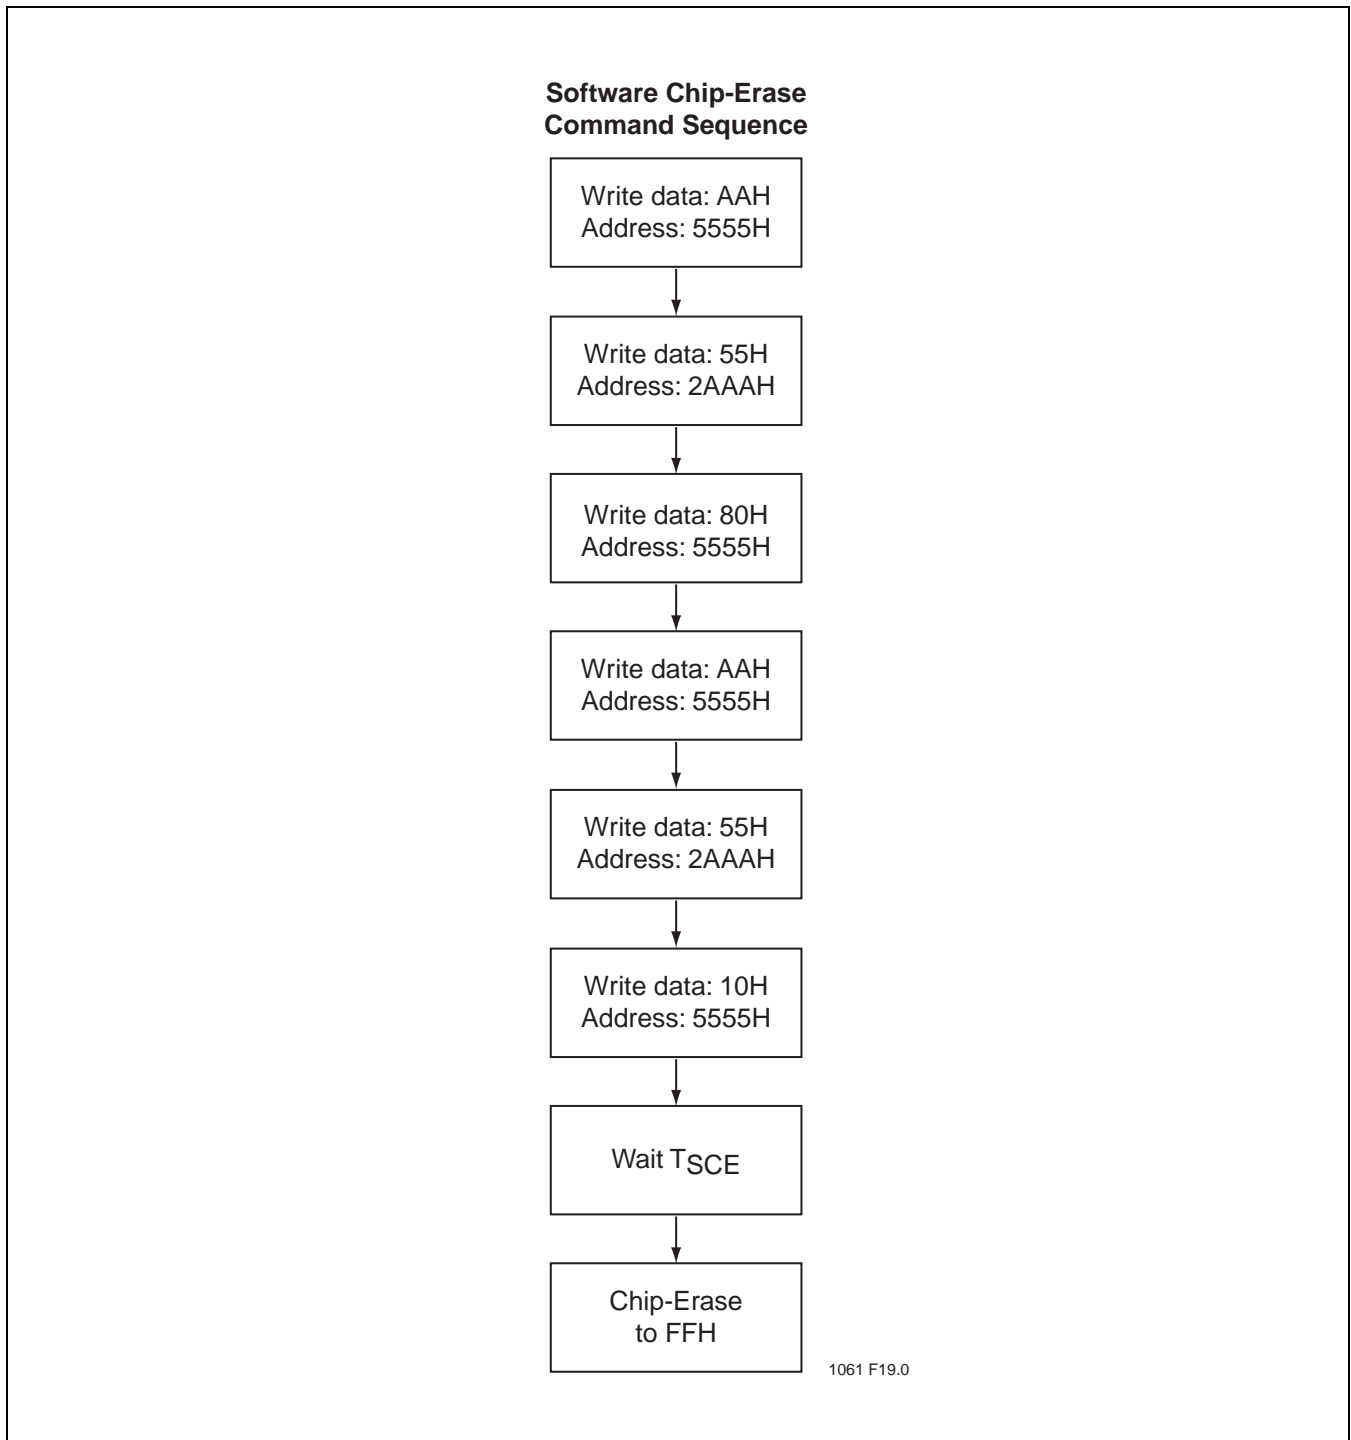 Software Chip-Erase
Command Sequence
Write data: AAH
Address: 5555H
Write data: 55H
Address: 2AAAH
Write data: 80H
Address: 5555H
Write data: AAH
Address: 5555H
Write data: 55H
Address: 2AAAH
Write data: 10H
Address: 5555H
Wait TSCE
Chip-Erase
to FFH
1061 F19.0